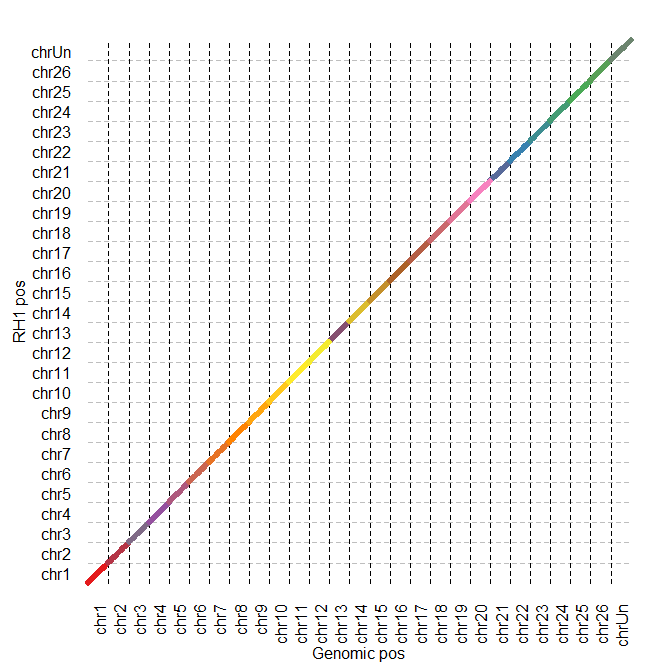 chrUn
chr26
chr25
chr24
chr23
chr22
chr21
chr20
chr19
chr18
chr17
chr16
chr15
chr14
chr13
chr12
chr11
chr10
chr9
chr8
chr7
chr6
chr5
chr4
chr3
chr2
chr1
RH1 pos
chr1
chr2
chr3
chr4
chr5
chr6
chr7
chr8
chr9
chr10
chr11
chr12
chr13
chr14
chr15
chr16
chr17
chr18
chr19
chr20
chr21
chr22
chr23
chr24
chr25
chr26
chrUn
Genomic pos